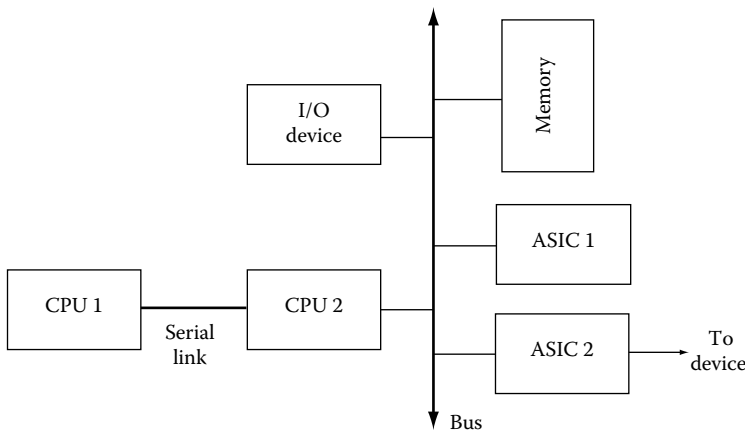 I/O
device
Memory
ASIC 1
CPU 1
Serial
link
CPU 2
ASIC 2
To
device
Bus